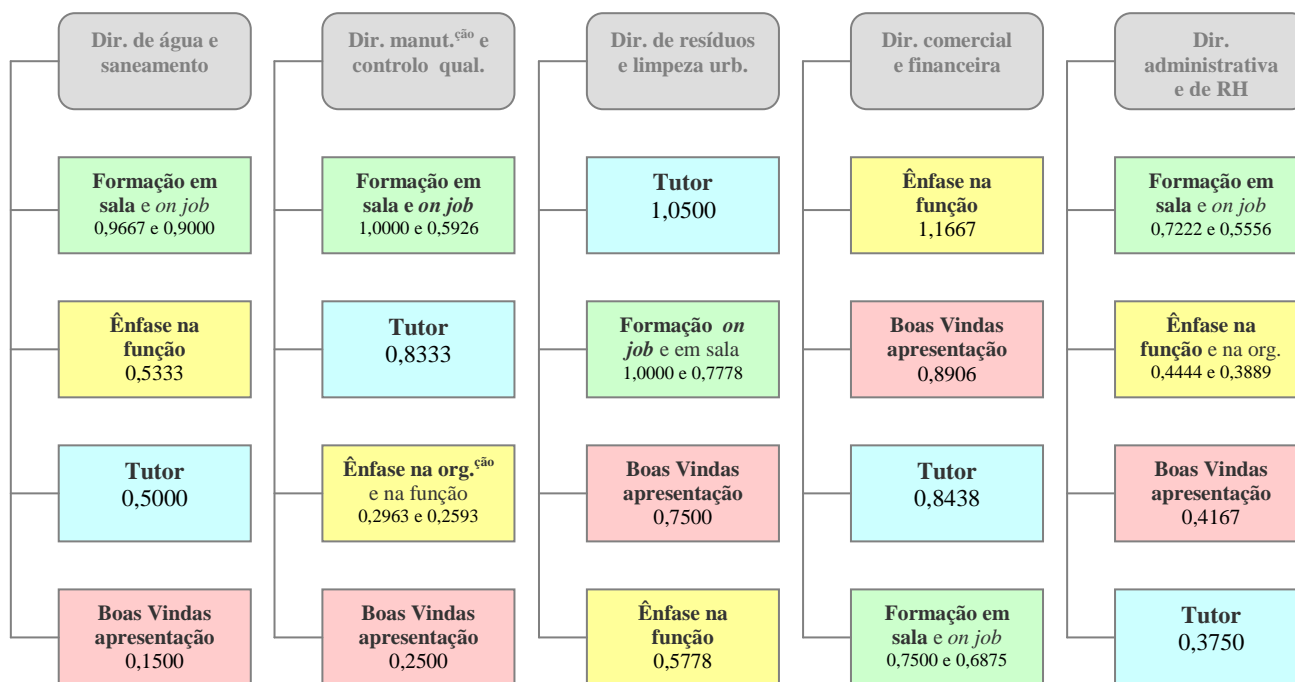 Dir. de água e
saneamento
Formação em
sala e on job
0,9667 e 0,9000
Ênfase na
função
0,5333
Tutor
0,5000
Boas Vindas
apresentação
0,1500
Dir. manut.ção e
controlo qual.
Formação em
sala e on job
1,0000 e 0,5926
Tutor
0,8333
Ênfase na org.ção
e na função
0,2963 e 0,2593
Boas Vindas
apresentação
0,2500
Dir. de resíduos
e limpeza urb.
Tutor
1,0500
Formação on
job e em sala
1,0000 e 0,7778
Boas Vindas
apresentação
0,7500
Ênfase na
função
0,5778
Dir. comercial
e financeira
Ênfase na
função
1,1667
Boas Vindas
apresentação
0,8906
Tutor
0,8438
Formação em
sala e on job
0,7500 e 0,6875
Dir.
administrativa
e de RH
Formação em
sala e on job
0,7222 e 0,5556
Ênfase na
função e na org.
0,4444 e 0,3889
Boas Vindas
apresentação
0,4167
Tutor
0,3750